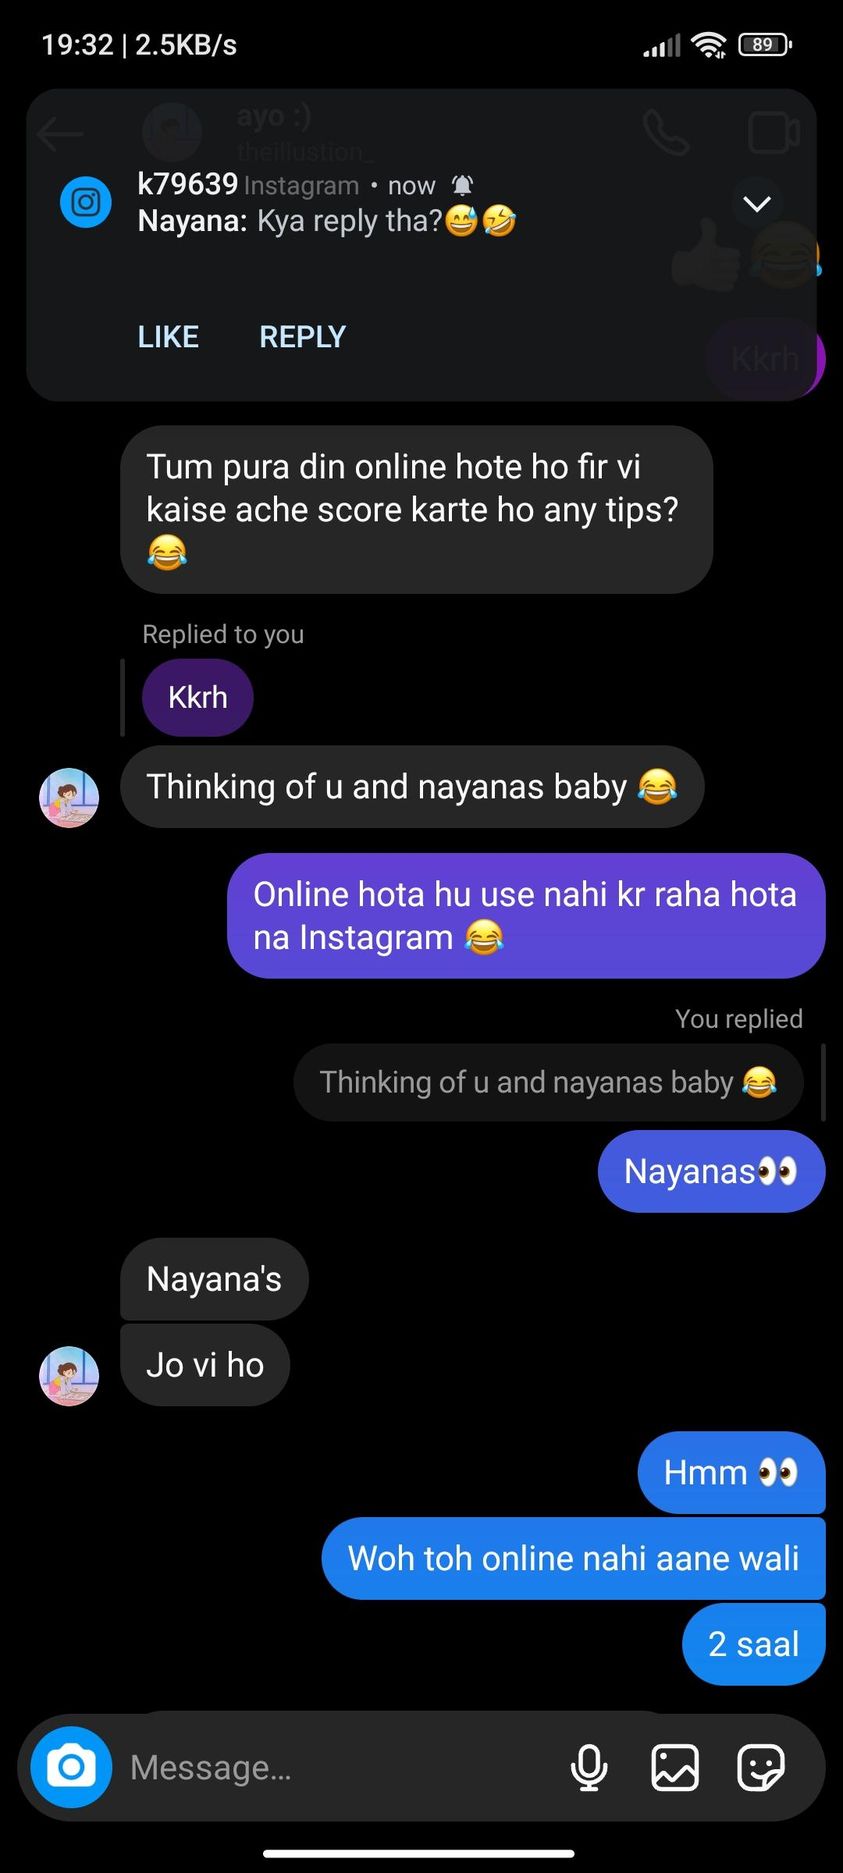 19:32 | 2.5KB/s
89
ayo :)
theillustion_
k79639 Instagram • now
Nayana: Kya reply tha?😅🤣
👍😂
LIKE REPLY
Kkrh
Tum pura din online hote ho fir vi
kaise ache score karte ho any tips?
😂
Replied to you
Kkrh
Thinking of u and nayanas baby 😂
Online hota hu use nahi kr raha hota
na Instagram 😂
You replied
Thinking of u and nayanas baby 😂
Nayanas👀
Nayana's
Jo vi ho
Hmm 👀
Woh toh online nahi aane wali
2 saal
Message...